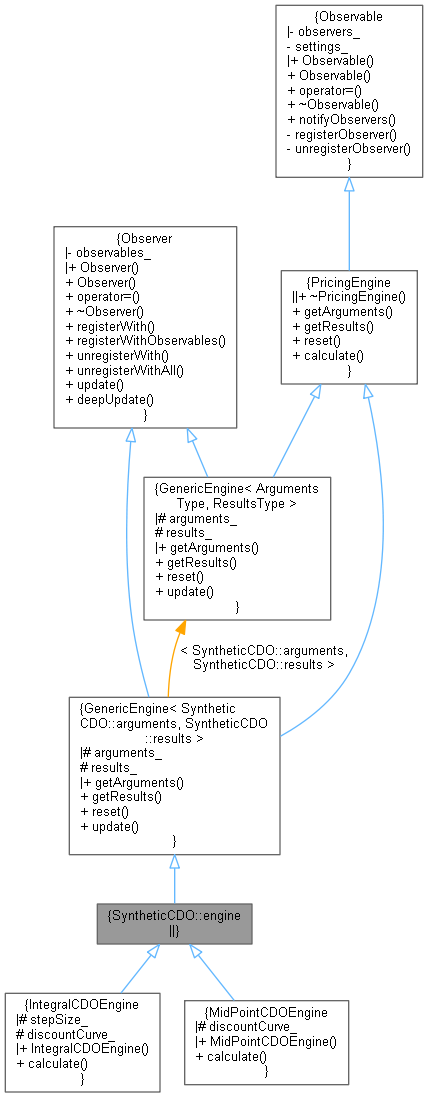 {Observable
|- observers_
- settings_
|+ Observable()
+ Observable()
+ operator=()
+ ~Observable()
+ notifyObservers()
- registerObserver()
- unregisterObserver()
}
{Observer
|- observables_
|+ Observer()
+ Observer()
+ operator=()
+ ~Observer()
+ registerWith()
+ registerWithObservables()
+ unregisterWith()
+ unregisterWithAll()
+ update()
+ deepUpdate()
}
{PricingEngine
||+ ~PricingEngine()
+ getArguments()
+ getResults()
+ reset()
+ calculate()
}
{GenericEngine< Arguments
Type, ResultsType >
|# arguments_
# results_
|+ getArguments()
+ getResults()
+ reset()
+ update()
}
< SyntheticCDO::arguments,
SyntheticCDO::results >
{GenericEngine< Synthetic
CDO::arguments, SyntheticCDO
::results >
|# arguments_
# results_
|+ getArguments()
+ getResults()
+ reset()
+ update()
}
{SyntheticCDO::engine
||}
{IntegralCDOEngine
|# stepSize_
# discountCurve_
|+ IntegralCDOEngine()
+ calculate()
}
{MidPointCDOEngine
|# discountCurve_
|+ MidPointCDOEngine()
+ calculate()
}